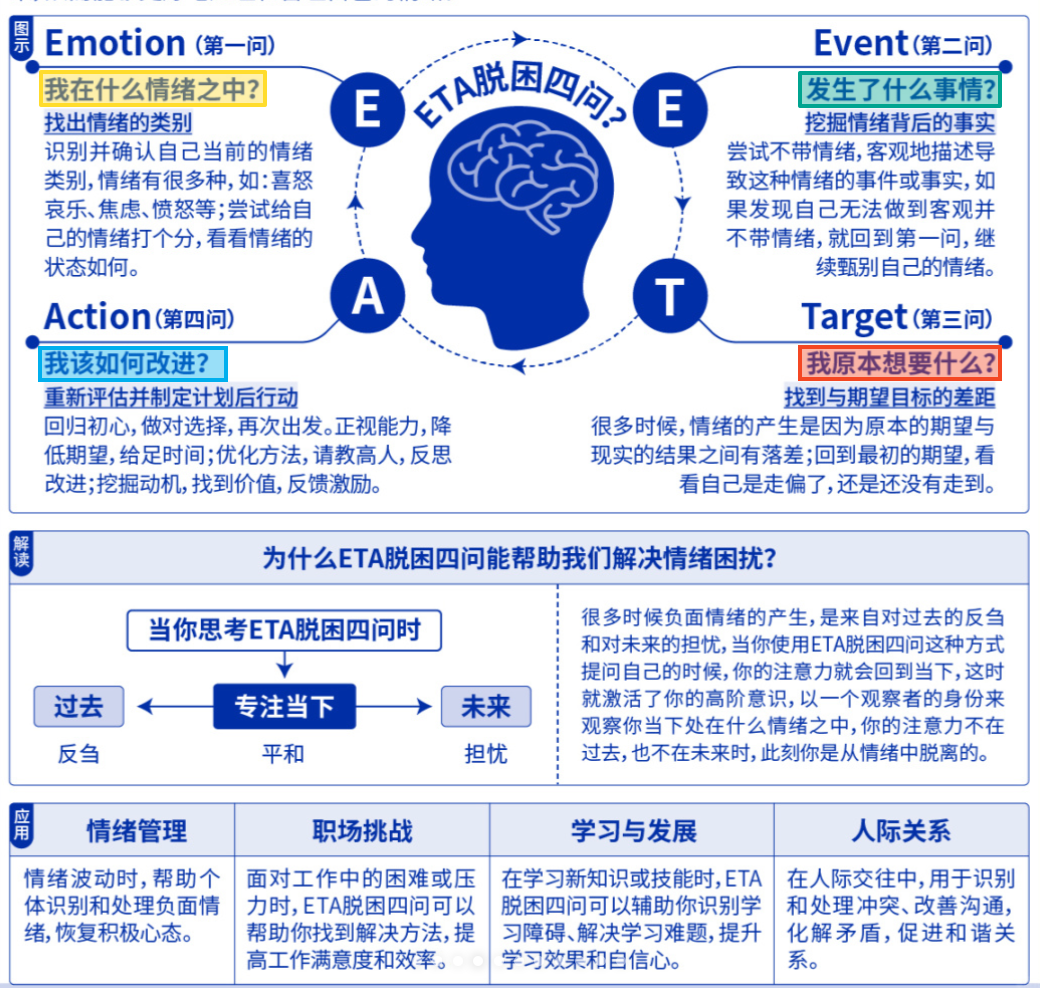 图示
Emotion (第一问)
我在什么情绪之中?
找出情绪的类别
识别并确认自己当前的情绪
类别,情绪有很多种,如:喜怒
哀乐、焦虑、愤怒等;尝试给自
己的情绪打个分,看看情绪的
状态如何。
ETA脱困四问?
E
E
A
T
Event(第二问)
发生了什么事情?
挖掘情绪背后的事实
尝试不带情绪,客观地描述导
致这种情绪的事件或事实,如
果发现自己无法做到客观并
不带情绪,就回到第一问,继
续甄别自己的情绪。
Action(第四问)
我该如何改进?
重新评估并制定计划后行动
回归初心,做对选择,再次出发。正视能力,降
低期望,给足时间;优化方法,请教高人,反思
改进;挖掘动机,找到价值,反馈激励。
Target(第三问)
我原本想要什么?
找到与期望目标的差距
很多时候,情绪的产生是因为原本的期望与
现实的结果之间有落差;回到最初的期望,看
看自己是走偏了,还是还没有走到。
解读
为什么ETA脱困四问能帮助我们解决情绪困扰?
当你思考ETA脱困四问时
过去
专注当下
未来
反刍
平和
担忧
很多时候负面情绪的产生,是来自对过去的反刍
和对未来的担忧,当你使用ETA脱困四问这种方式
提问自己的时候,你的注意力就会回到当下,这时
就激活了你的高阶意识,以一个观察者的身份来
观察你当下处在什么情绪之中,你的注意力不在
过去,也不在未来时,此刻你是从情绪中脱离的。
应用
情绪管理
情绪波动时,帮助个
体识别和处理负面情
绪,恢复积极心态。
职场挑战
面对工作中的困难或压
力时,ETA脱困四问可以
帮助你找到解决方法,提
高工作满意度和效率。
学习与发展
在学习新知识或技能时,ETA
脱困四问可以辅助你识别学
习障碍、解决学习难题,提升
学习效果和自信心。
人际关系
在人际交往中,用于识别
和处理冲突、改善沟通,
化解矛盾,促进和谐关
系。